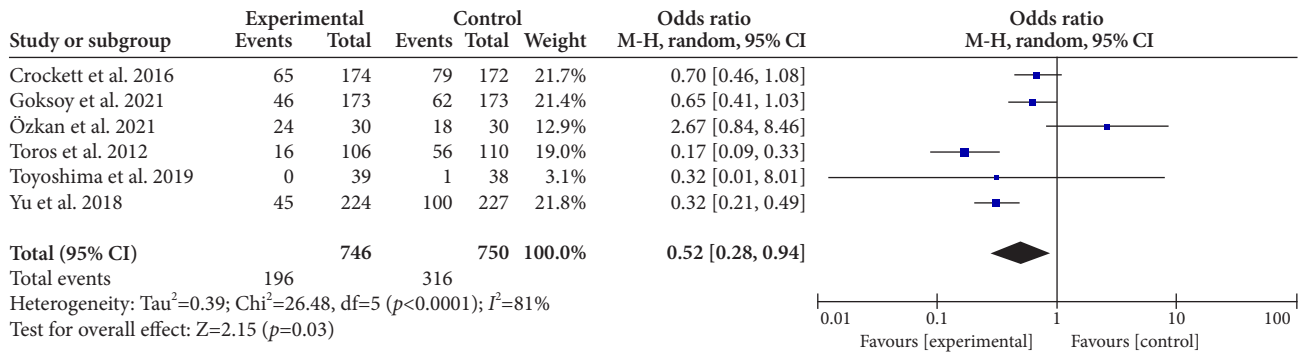 Experimental Control Odds ratio Odds ratio
Study or subgroup Events Total Events Total Weight M-H, random, 95% CI M-H, random, 95% CI
Crockett et al. 2016 65 174 79 172 21.7% 0.70 [0.46, 1.08]
Goksoy et al. 2021 46 173 62 173 21.4% 0.65 [0.41, 1.03]
Özkan et al. 2021 24 30 18 30 12.9% 2.67 [0.84, 8.46]
Toros et al. 2012 16 106 56 110 19.0% 0.17 [0.09, 0.33]
Toyoshima et al. 2019 0 39 1 38 3.1% 0.32 [0.01, 8.01]
Yu et al. 2018 45 224 100 227 21.8% 0.32 [0.21, 0.49]
Total (95% CI) 746 750 100.0% 0.52 [0.28, 0.94]
Total events 196 316
Heterogeneity: Tau²=0.39; Chi²=26.48, df=5 (p<0.0001); I²=81%
Test for overall effect: Z=2.15 (p=0.03)
0.01 0.1 1 10 100
Favours [experimental] Favours [control]